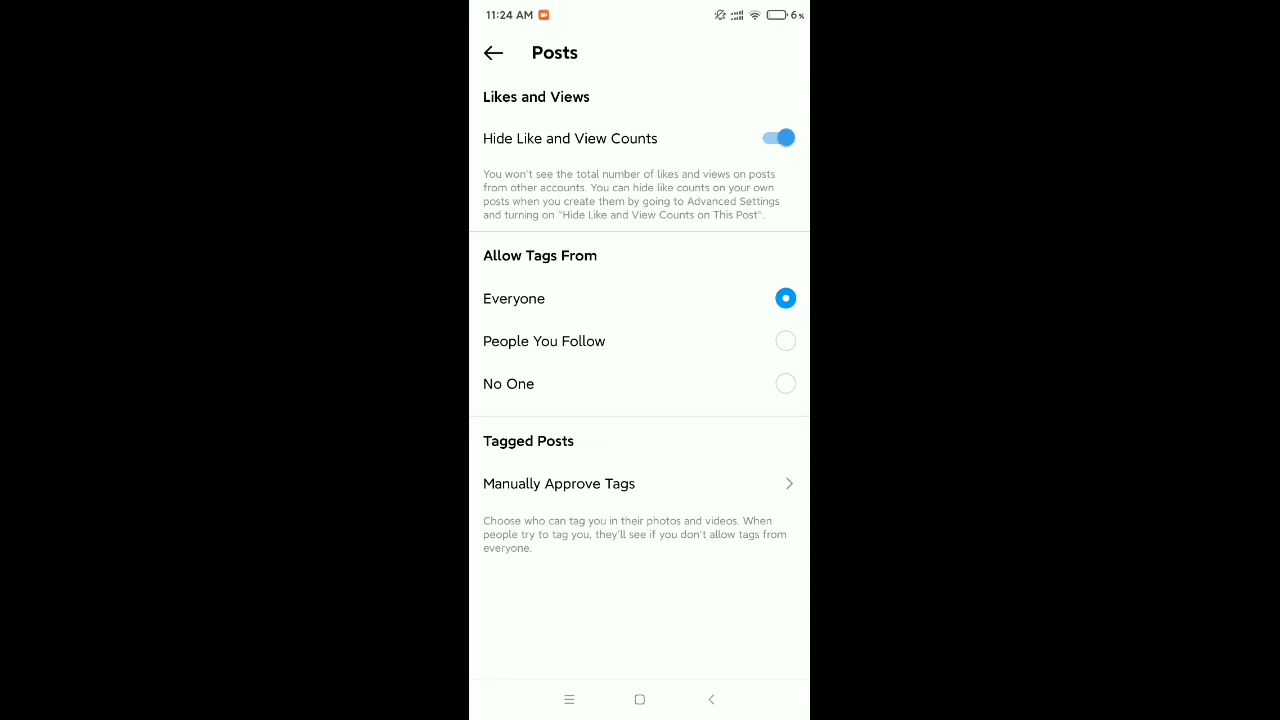 11:24 AM 6%
Posts
Likes and Views
Hide Like and View Counts
You won't see the total number of likes and views on posts
from other accounts. You can hide like counts on your own
posts when you create them by going to Advanced Settings
and turning on "Hide Like and View Counts on This Post".
Allow Tags From
Everyone
People You Follow
No One
Tagged Posts
Manually Approve Tags
Choose who can tag you in their photos and videos. When
people try to tag you, they'll see if you don't allow tags from
everyone.